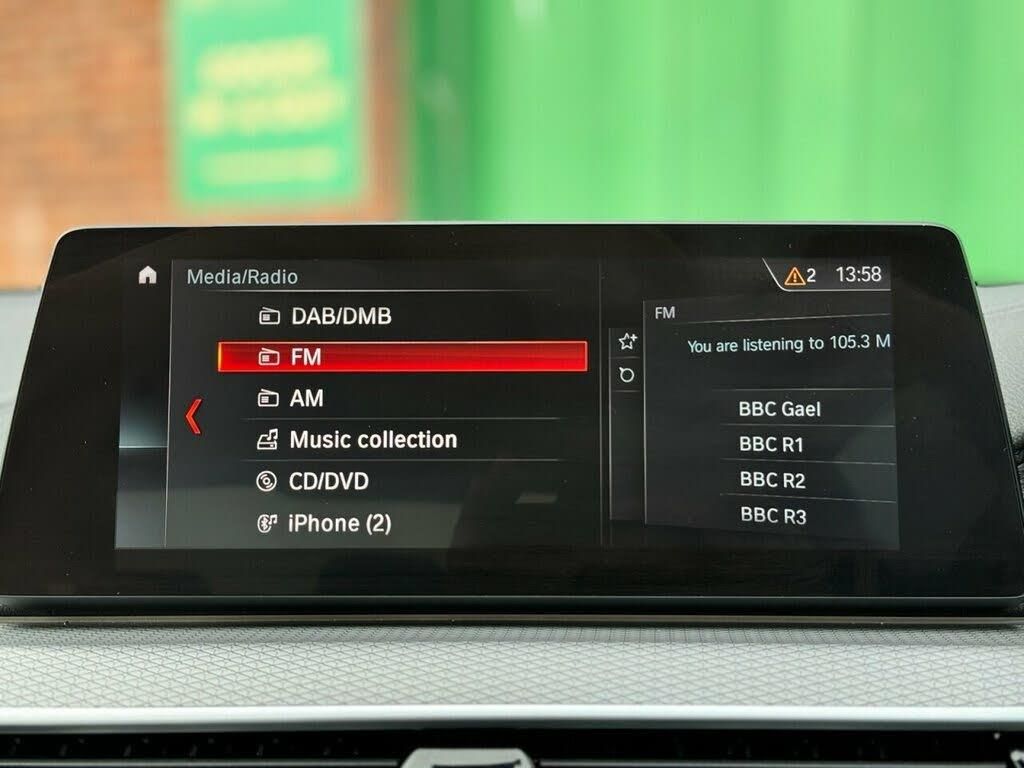 Media/Radio
2 13:58
DAB/DMB
FM
AM
Music collection
CD/DVD
iPhone (2)
FM
You are listening to 105.3 M
BBC Gael
BBC R1
BBC R2
BBC R3